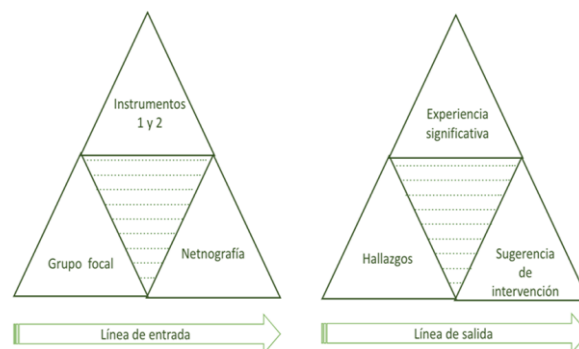 Instrumentos
1 y 2
Grupo focal
Netnografía
Línea de entrada
Experiencia
significativa
Hallazgos
Sugerencia
de
intervención
Línea de salida